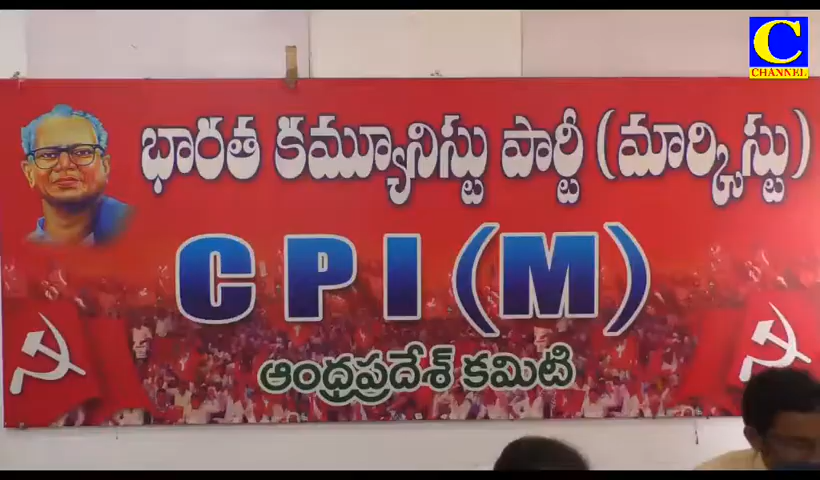 C
CHANNEL
భారత కమ్యూనిస్టు పార్టీ (మార్క్సిస్టు)
CPI(M)
ఆంధ్రప్రదేశ్ కమిటి